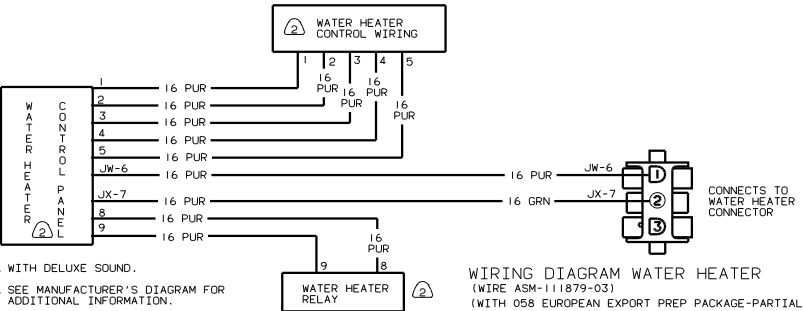 2 WATER HEATER
CONTROL WIRING
1 2 3 4 5
16 PUR
16 PUR
16 PUR
16 PUR
16 PUR
WATER HEATER
CONTROL PANEL
2
1 16 PUR
2 16 PUR
3 16 PUR
4 16 PUR
5 16 PUR
JW-6 16 PUR 16 PUR JW-6 1
JX-7 16 PUR 16 GRN JX-7 2
3
8 16 PUR
9 16 PUR
16 PUR
CONNECTS TO
WATER HEATER
CONNECTOR
9 8
WATER HEATER
RELAY
2
WITH DELUXE SOUND.
SEE MANUFACTURER'S DIAGRAM FOR
ADDITIONAL INFORMATION.
WIRING DIAGRAM WATER HEATER
(WIRE ASM-111879-03)
(WITH 058 EUROPEAN EXPORT PREP PACKAGE-PARTIAL